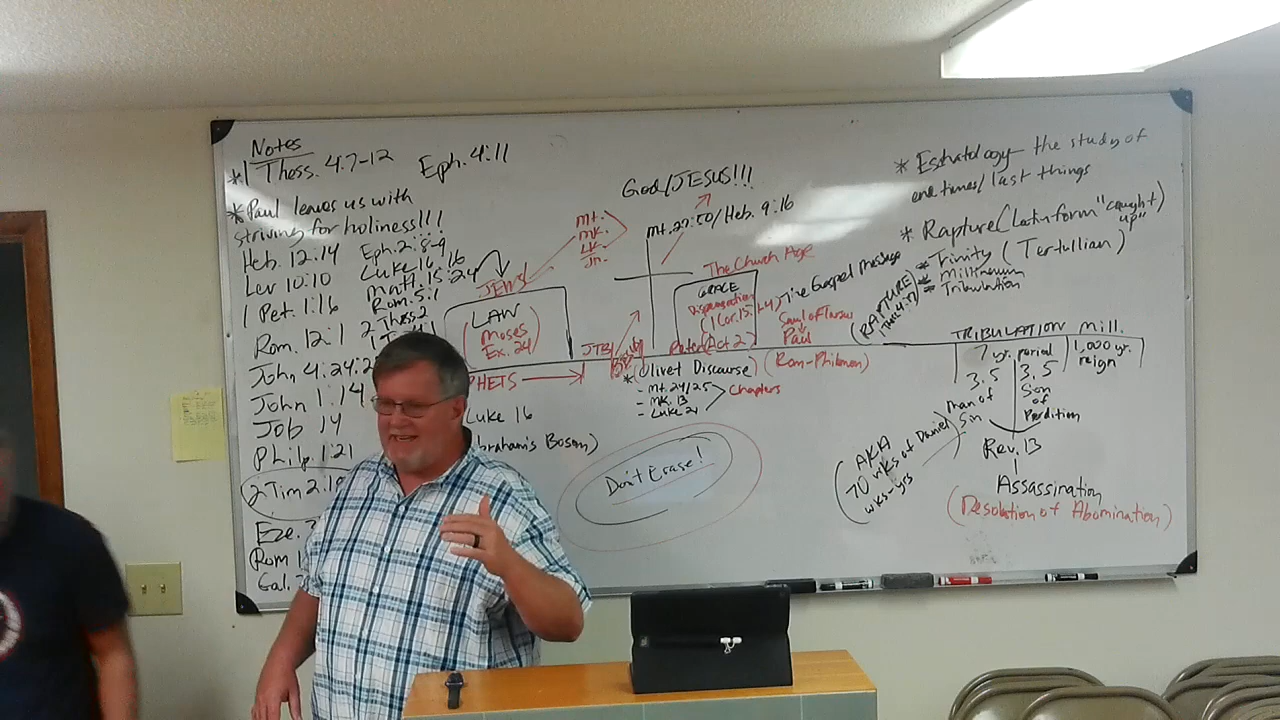 Notes
*1 Thess. 4:7-12
Eph. 4:11
*Paul leaves us with
striving for holiness!!!
Heb. 12:14
Eph. 2:8-9
Lev 10:10
Luke 16:16
1 Pet. 1:16
Matt. 15:24
Rom. 5:1
Rom. 12:1
2 Thess. 2
John 4:24
John 1:14
Job 14
Philp. 1:21
2 Tim 2:1
Eze.
Rom 1
Gal.
God/JESUS!!!
Mt. 27:50/Heb. 9:16
Mt.
MK.
LK.
Jn.
JEWS
LAW
(Moses
Ex. 24)
PHETS
JTB
Luke 16
braham's Bosom)
The Church Age
GRACE
Dispensation
(1 Cor. 15:1-4)
Peter (Act 2)
The Gospel Message
Saul of Tarsus
Paul
(Rom-Philemon)
*(Olivet Discourse)
- Mt. 24/25
- MK. 13
- Luke 21
Chapters
Don't Erase!
* Eschatology - the study of
end times/last things
* Rapture (Latin form "caught
up")
* Trinity (Tertullian)
* Millennium
* Tribulation
(RAPTURE)
TRIBULATION Mill.
7 yr. period
3.5
3.5
1,000 yr.
reign
man of
Sin
Son
of
Perdition
Rev. 13
Assassination
(Desolation of Abomination)
(AKA
70 wks of Daniel
wks-yrs)